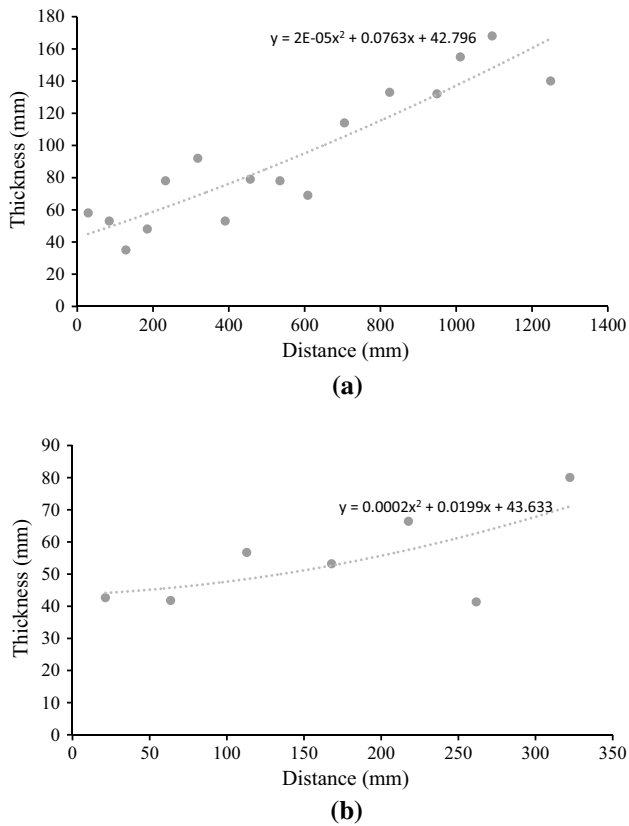 180
y = 2E-05x² + 0.0763x + 42.796
160
140
120
100
80
60
40
20
0
Thickness (mm)
0 200 400 600 800 1000 1200 1400
Distance (mm)
(a)
90
80
70
y = 0.0002x² + 0.0199x + 43.633
60
50
40
30
20
10
0
Thickness (mm)
0 50 100 150 200 250 300 350
Distance (mm)
(b)